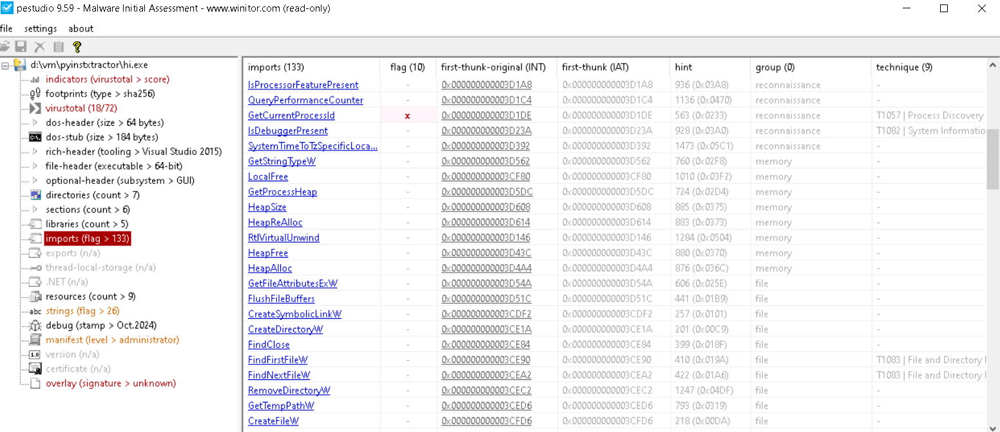 pestudio 9.59 - Malware Initial Assessment - www.winitor.com (read-only)
file settings about
d:\vm\pyinstxtractor\hi.exe
indicators (virustotal > score)
footprints (type > sha256)
virustotal (18/72)
dos-header (size > 64 bytes)
dos-stub (size > 184 bytes)
rich-header (tooling > Visual Studio 2015)
file-header (executable > 64-bit)
optional-header (subsystem > GUI)
directories (count > 7)
sections (count > 6)
libraries (count > 5)
imports (flag > 133)
exports (n/a)
thread-local-storage (n/a)
.NET (n/a)
resources (count > 9)
abc strings (flag > 26)
debug (stamp > Oct.2024)
manifest (level > administrator)
1.0 version (n/a)
certificate (n/a)
overlay (signature > unknown)
imports (133) flag (10) first-thunk-original (INT) first-thunk (IAT) hint group (0) technique (9)
IsProcessorFeaturePresent - 0x000000000003D1A8 0x000000000003D1A8 936 (0x03A8) reconnaissance -
QueryPerformanceCounter - 0x000000000003D1C4 0x000000000003D1C4 1136 (0x0470) reconnaissance -
GetCurrentProcessId x 0x000000000003D1DE 0x000000000003D1DE 563 (0x0233) reconnaissance T1057 | Process Discovery
IsDebuggerPresent - 0x000000000003D23A 0x000000000003D23A 928 (0x03A0) reconnaissance T1082 | System Informatio
SystemTimeToTzSpecificLoca... - 0x000000000003D392 0x000000000003D392 1473 (0x05C1) reconnaissance -
GetStringTypeW - 0x000000000003D562 0x000000000003D562 760 (0x02F8) memory -
LocalFree - 0x000000000003CF80 0x000000000003CF80 1010 (0x03F2) memory -
GetProcessHeap - 0x000000000003D5DC 0x000000000003D5DC 724 (0x02D4) memory -
HeapSize - 0x000000000003D608 0x000000000003D608 885 (0x0375) memory -
HeapReAlloc - 0x000000000003D614 0x000000000003D614 883 (0x0373) memory -
RtlVirtualUnwind - 0x000000000003D146 0x000000000003D146 1284 (0x0504) memory -
HeapFree - 0x000000000003D43C 0x000000000003D43C 880 (0x0370) memory -
HeapAlloc - 0x000000000003D4A4 0x000000000003D4A4 876 (0x036C) memory -
GetFileAttributesExW - 0x000000000003D54A 0x000000000003D54A 606 (0x025E) file -
FlushFileBuffers - 0x000000000003D51C 0x000000000003D51C 441 (0x01B9) file -
CreateSymbolicLinkW - 0x000000000003CDF2 0x000000000003CDF2 257 (0x0101) file -
CreateDirectoryW - 0x000000000003CE1A 0x000000000003CE1A 201 (0x00C9) file -
FindClose - 0x000000000003CE84 0x000000000003CE84 399 (0x018F) file -
FindFirstFileW - 0x000000000003CE90 0x000000000003CE90 410 (0x019A) file T1083 | File and Directory
FindNextFileW - 0x000000000003CEA2 0x000000000003CEA2 422 (0x01A6) file T1083 | File and Directory
RemoveDirectoryW - 0x000000000003CEC2 0x000000000003CEC2 1247 (0x04DF) file -
GetTempPathW - 0x000000000003CED6 0x000000000003CED6 793 (0x0319) file -
CreateFileW - 0x000000000003CFD6 0x000000000003CFD6 218 (0x00DA) file -